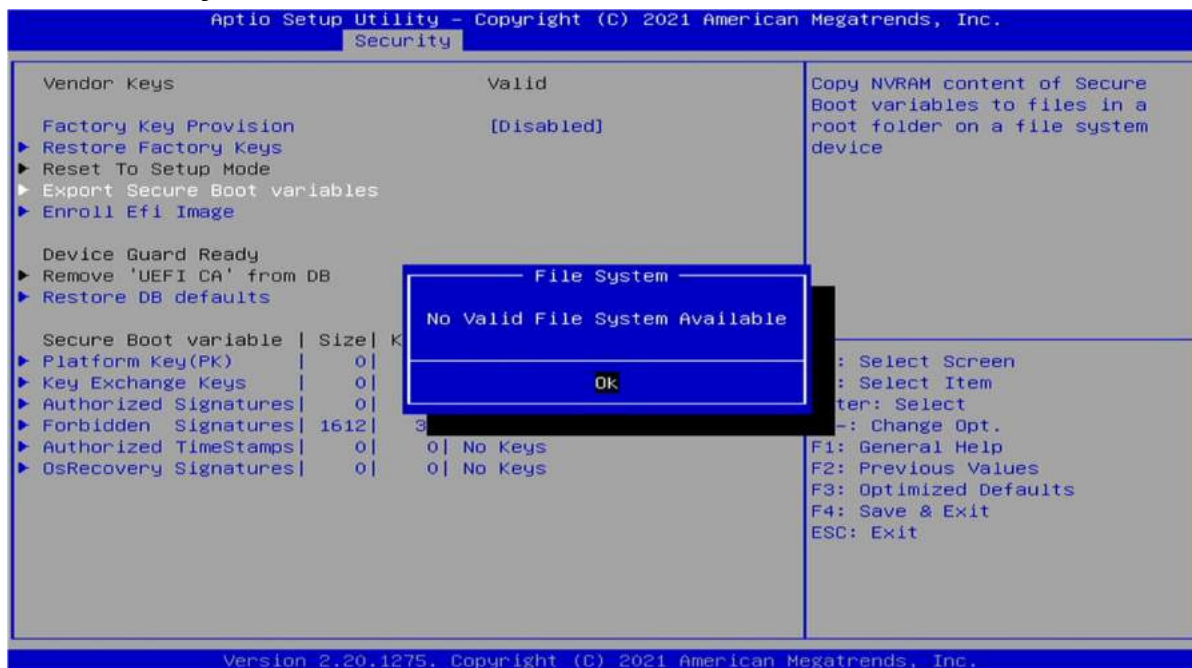 Aptio Setup Utility – Copyright (C) 2021 American Megatrends, Inc.
Security
Vendor Keys Valid
Factory Key Provision [Disabled]
Restore Factory Keys
Reset To Setup Mode
Export Secure Boot variables
Enroll Efi Image
Device Guard Ready
Remove 'UEFI CA' from DB
Restore DB defaults
Secure Boot variable | Size| K
Platform Key(PK) | 0|
Key Exchange Keys | 0|
Authorized Signatures| 0|
Forbidden Signatures| 1612| 3
Authorized TimeStamps| 0| 0| No Keys
OsRecovery Signatures| 0| 0| No Keys
File System
No Valid File System Available
Ok
Copy NVRAM content of Secure
Boot variables to files in a
root folder on a file system
device
: Select Screen
: Select Item
ter: Select
-: Change Opt.
F1: General Help
F2: Previous Values
F3: Optimized Defaults
F4: Save & Exit
ESC: Exit
Version 2.20.1275. Copyright (C) 2021 American Megatrends, Inc.